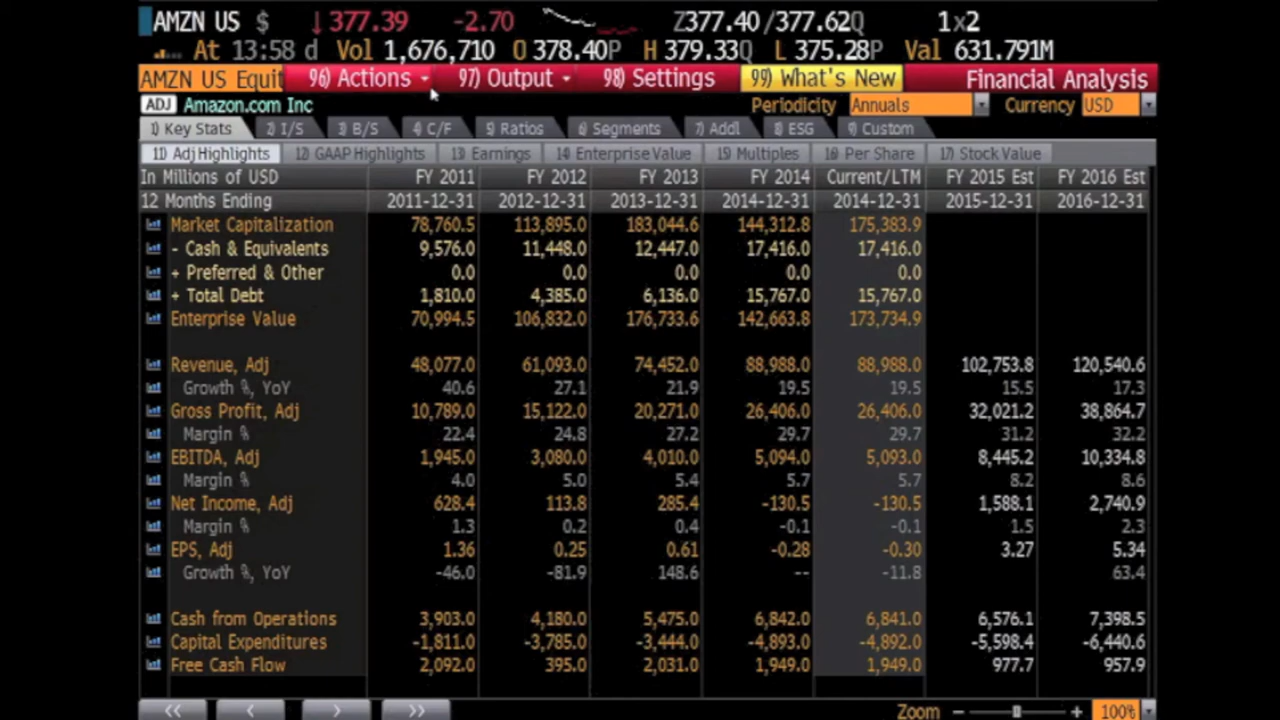 AMZN US $ ↓377.39 -2.70 Z377.40/377.62Q 1x2
At 13:58 d Vol 1,676,710 O 378.40P H 379.33Q L 375.28P Val 631.791M
AMZN US Equit 96) Actions 97) Output 98) Settings 99) What's New Financial Analysis
ADJ Amazon.com Inc Periodicity Annuals Currency USD
1) Key Stats 2) I/S 3) B/S 4) C/F 5) Ratios 6) Segments 7) Addl 8) ESG 9) Custom
11) Adj Highlights 12) GAAP Highlights 13) Earnings 14) Enterprise Value 15) Multiples 16) Per Share 17) Stock Value
In Millions of USD FY 2011 FY 2012 FY 2013 FY 2014 Current/LTM FY 2015 Est FY 2016 Est
12 Months Ending 2011-12-31 2012-12-31 2013-12-31 2014-12-31 2014-12-31 2015-12-31 2016-12-31
Market Capitalization 78,760.5 113,895.0 183,044.6 144,312.8 175,383.9
- Cash & Equivalents 9,576.0 11,448.0 12,447.0 17,416.0 17,416.0
+ Preferred & Other 0.0 0.0 0.0 0.0 0.0
+ Total Debt 1,810.0 4,385.0 6,136.0 15,767.0 15,767.0
Enterprise Value 70,994.5 106,832.0 176,733.6 142,663.8 173,734.9
Revenue, Adj 48,077.0 61,093.0 74,452.0 88,988.0 88,988.0 102,753.8 120,540.6
Growth %, YoY 40.6 27.1 21.9 19.5 19.5 15.5 17.3
Gross Profit, Adj 10,789.0 15,122.0 20,271.0 26,406.0 26,406.0 32,021.2 38,864.7
Margin % 22.4 24.8 27.2 29.7 29.7 31.2 32.2
EBITDA, Adj 1,945.0 3,080.0 4,010.0 5,094.0 5,093.0 8,445.2 10,334.8
Margin % 4.0 5.0 5.4 5.7 5.7 8.2 8.6
Net Income, Adj 628.4 113.8 285.4 -130.5 -130.5 1,588.1 2,740.9
Margin % 1.3 0.2 0.4 -0.1 -0.1 1.5 2.3
EPS, Adj 1.36 0.25 0.61 -0.28 -0.30 3.27 5.34
Growth %, YoY -46.0 -81.9 148.6 -- -11.8 63.4
Cash from Operations 3,903.0 4,180.0 5,475.0 6,842.0 6,841.0 6,576.1 7,398.5
Capital Expenditures -1,811.0 -3,785.0 -3,444.0 -4,893.0 -4,892.0 -5,598.4 -6,440.6
Free Cash Flow 2,092.0 395.0 2,031.0 1,949.0 1,949.0 977.7 957.9
<< < > >> Zoom - + 100%